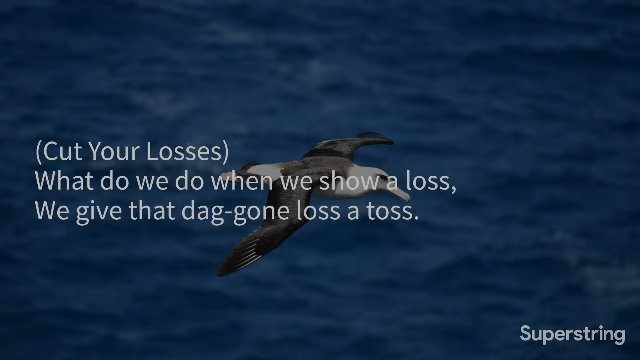 (Cut Your Losses)
What do we do when we show a loss,
We give that dag-gone loss a toss.
Superstring